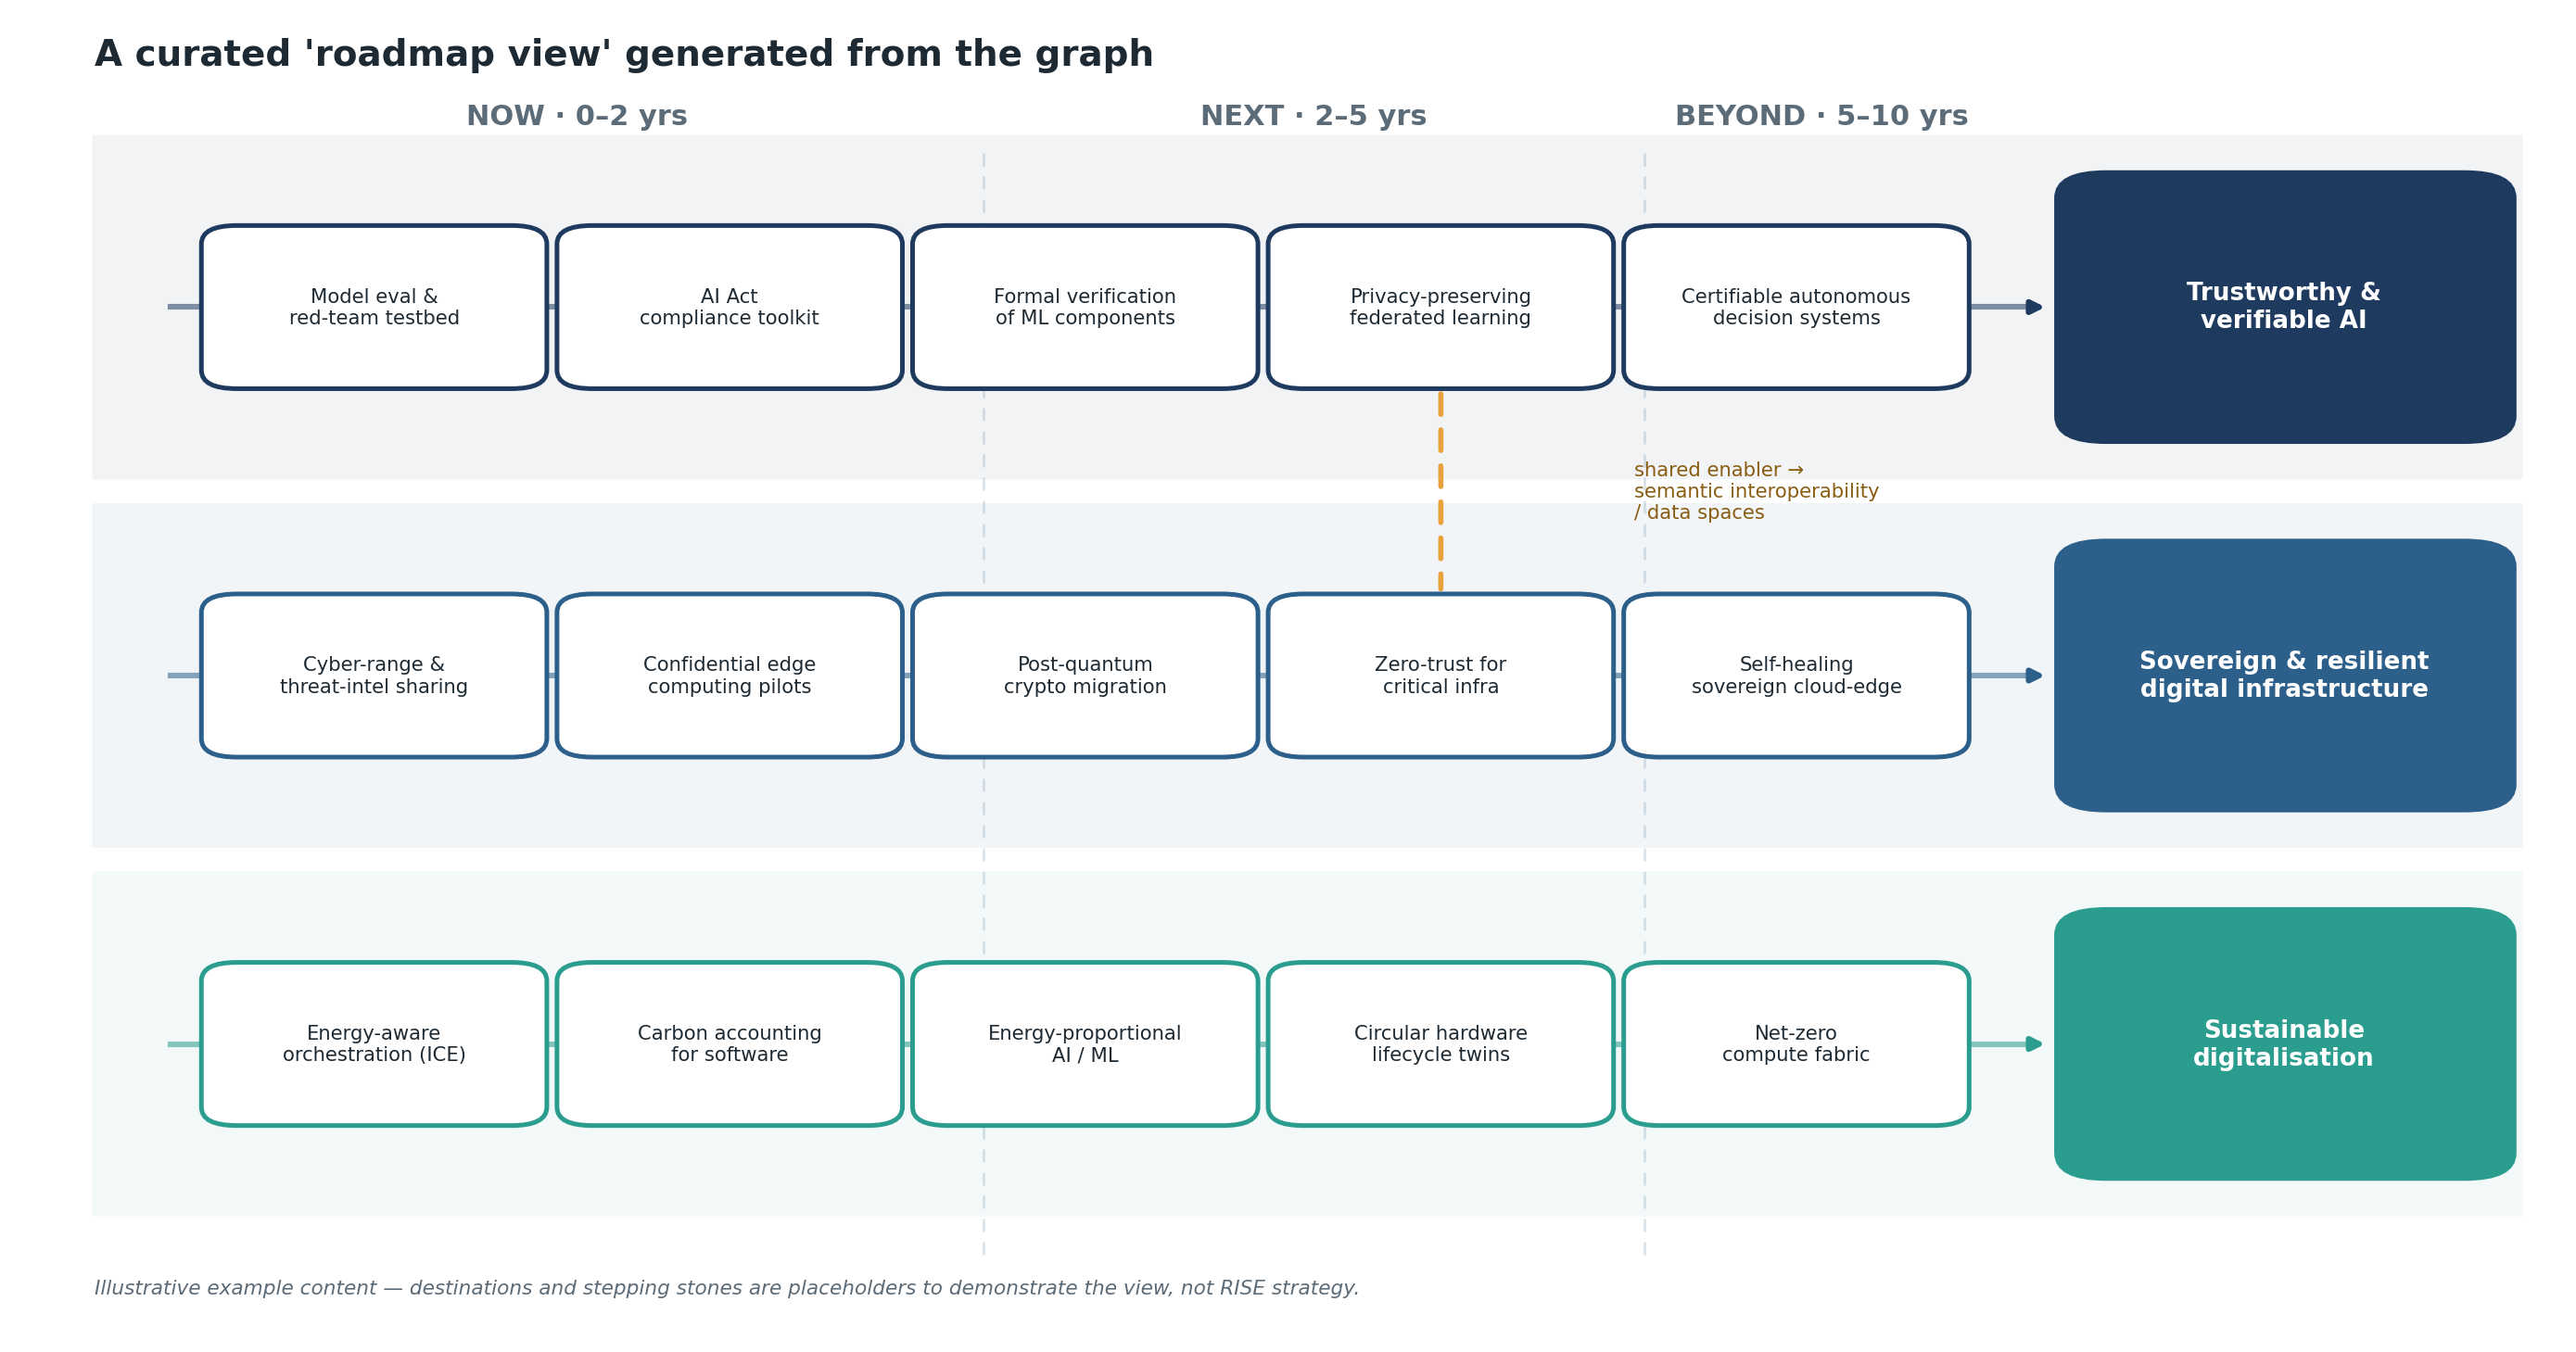 A curated 'roadmap view' generated from the graph
NOW · 0–2 yrs
NEXT · 2–5 yrs
BEYOND · 5–10 yrs
Model eval &
red-team testbed
AI Act
compliance toolkit
Formal verification
of ML components
Privacy-preserving
federated learning
Certifiable autonomous
decision systems
Trustworthy &
verifiable AI
shared enabler →
semantic interoperability
/ data spaces
Cyber-range &
threat-intel sharing
Confidential edge
computing pilots
Post-quantum
crypto migration
Zero-trust for
critical infra
Self-healing
sovereign cloud-edge
Sovereign & resilient
digital infrastructure
Energy-aware
orchestration (ICE)
Carbon accounting
for software
Energy-proportional
AI / ML
Circular hardware
lifecycle twins
Net-zero
compute fabric
Sustainable
digitalisation
Illustrative example content — destinations and stepping stones are placeholders to demonstrate the view, not RISE strategy.